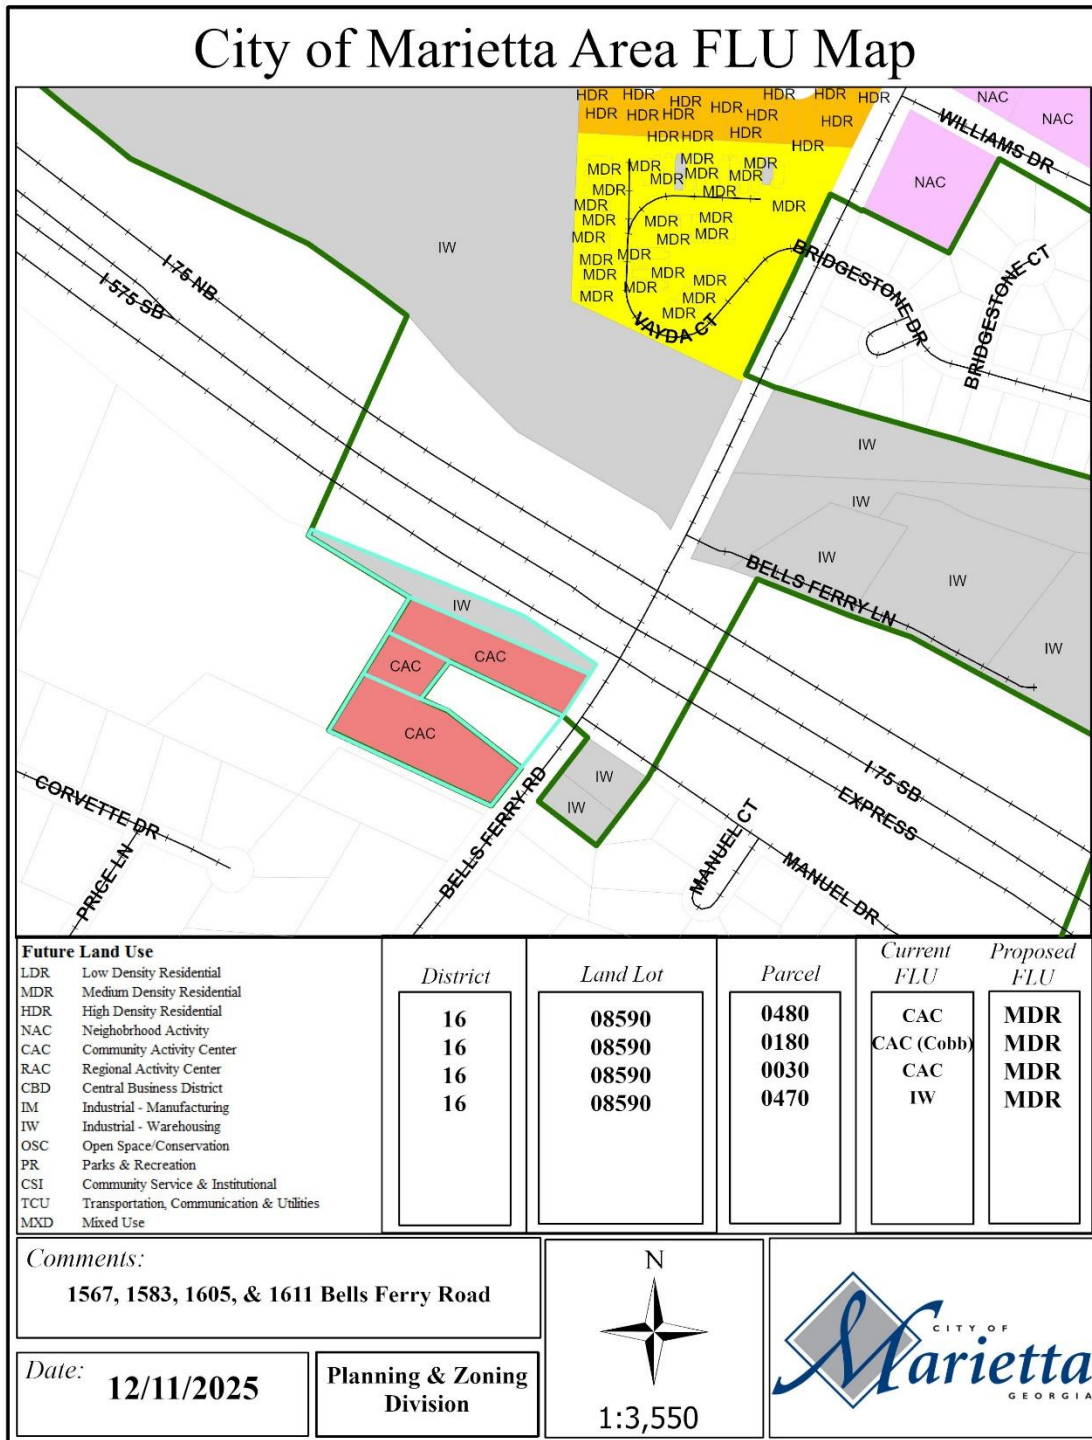 City of Marietta Area FLU Map
HDR HDR HDR HDR HDR HDR
HDR HDR HDR HDR HDR
HDR HDR HDR HDR
NAC
NAC
WILLIAMS DR
NAC
MDR MDR MDR MDR
MDR MDR MDR
MDR MDR
MDR MDR
MDR MDR MDR
MDR MDR MDR
MDR MDR
MDR MDR MDR
MDR MDR
MDR
VAYDA CT
BRIDGESTONE DR
BRIDGESTONE CT
IW
I 75 NB
I 575 SB
IW
IW
IW
IW
IW
BELLS FERRY LN
IW
CAC
CAC
CAC
IW
IW
BELLS FERRY RD
CORVETTE DR
PRICE LN
MANUEL CT
MANUEL DR
I 75 SB
EXPRESS
Future Land Use
LDR Low Density Residential
MDR Medium Density Residential
HDR High Density Residential
NAC Neighobrhood Activity
CAC Community Activity Center
RAC Regional Activity Center
CBD Central Business District
IM Industrial - Manufacturing
IW Industrial - Warehousing
OSC Open Space/Conservation
PR Parks & Recreation
CSI Community Service & Institutional
TCU Transportation, Communication & Utilities
MXD Mixed Use
District Land Lot Parcel Current FLU Proposed FLU
16 08590 0480 CAC MDR
16 08590 0180 CAC (Cobb) MDR
16 08590 0030 CAC MDR
16 08590 0470 IW MDR
Comments:
1567, 1583, 1605, & 1611 Bells Ferry Road
Date: 12/11/2025
Planning & Zoning
Division
N
1:3,550
CITY OF
Marietta
GEORGIA